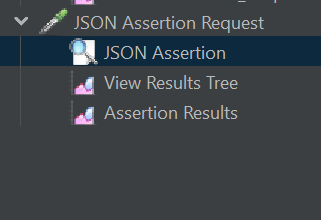 JSON Assertion Request
JSON Assertion
View Results Tree
Assertion Results